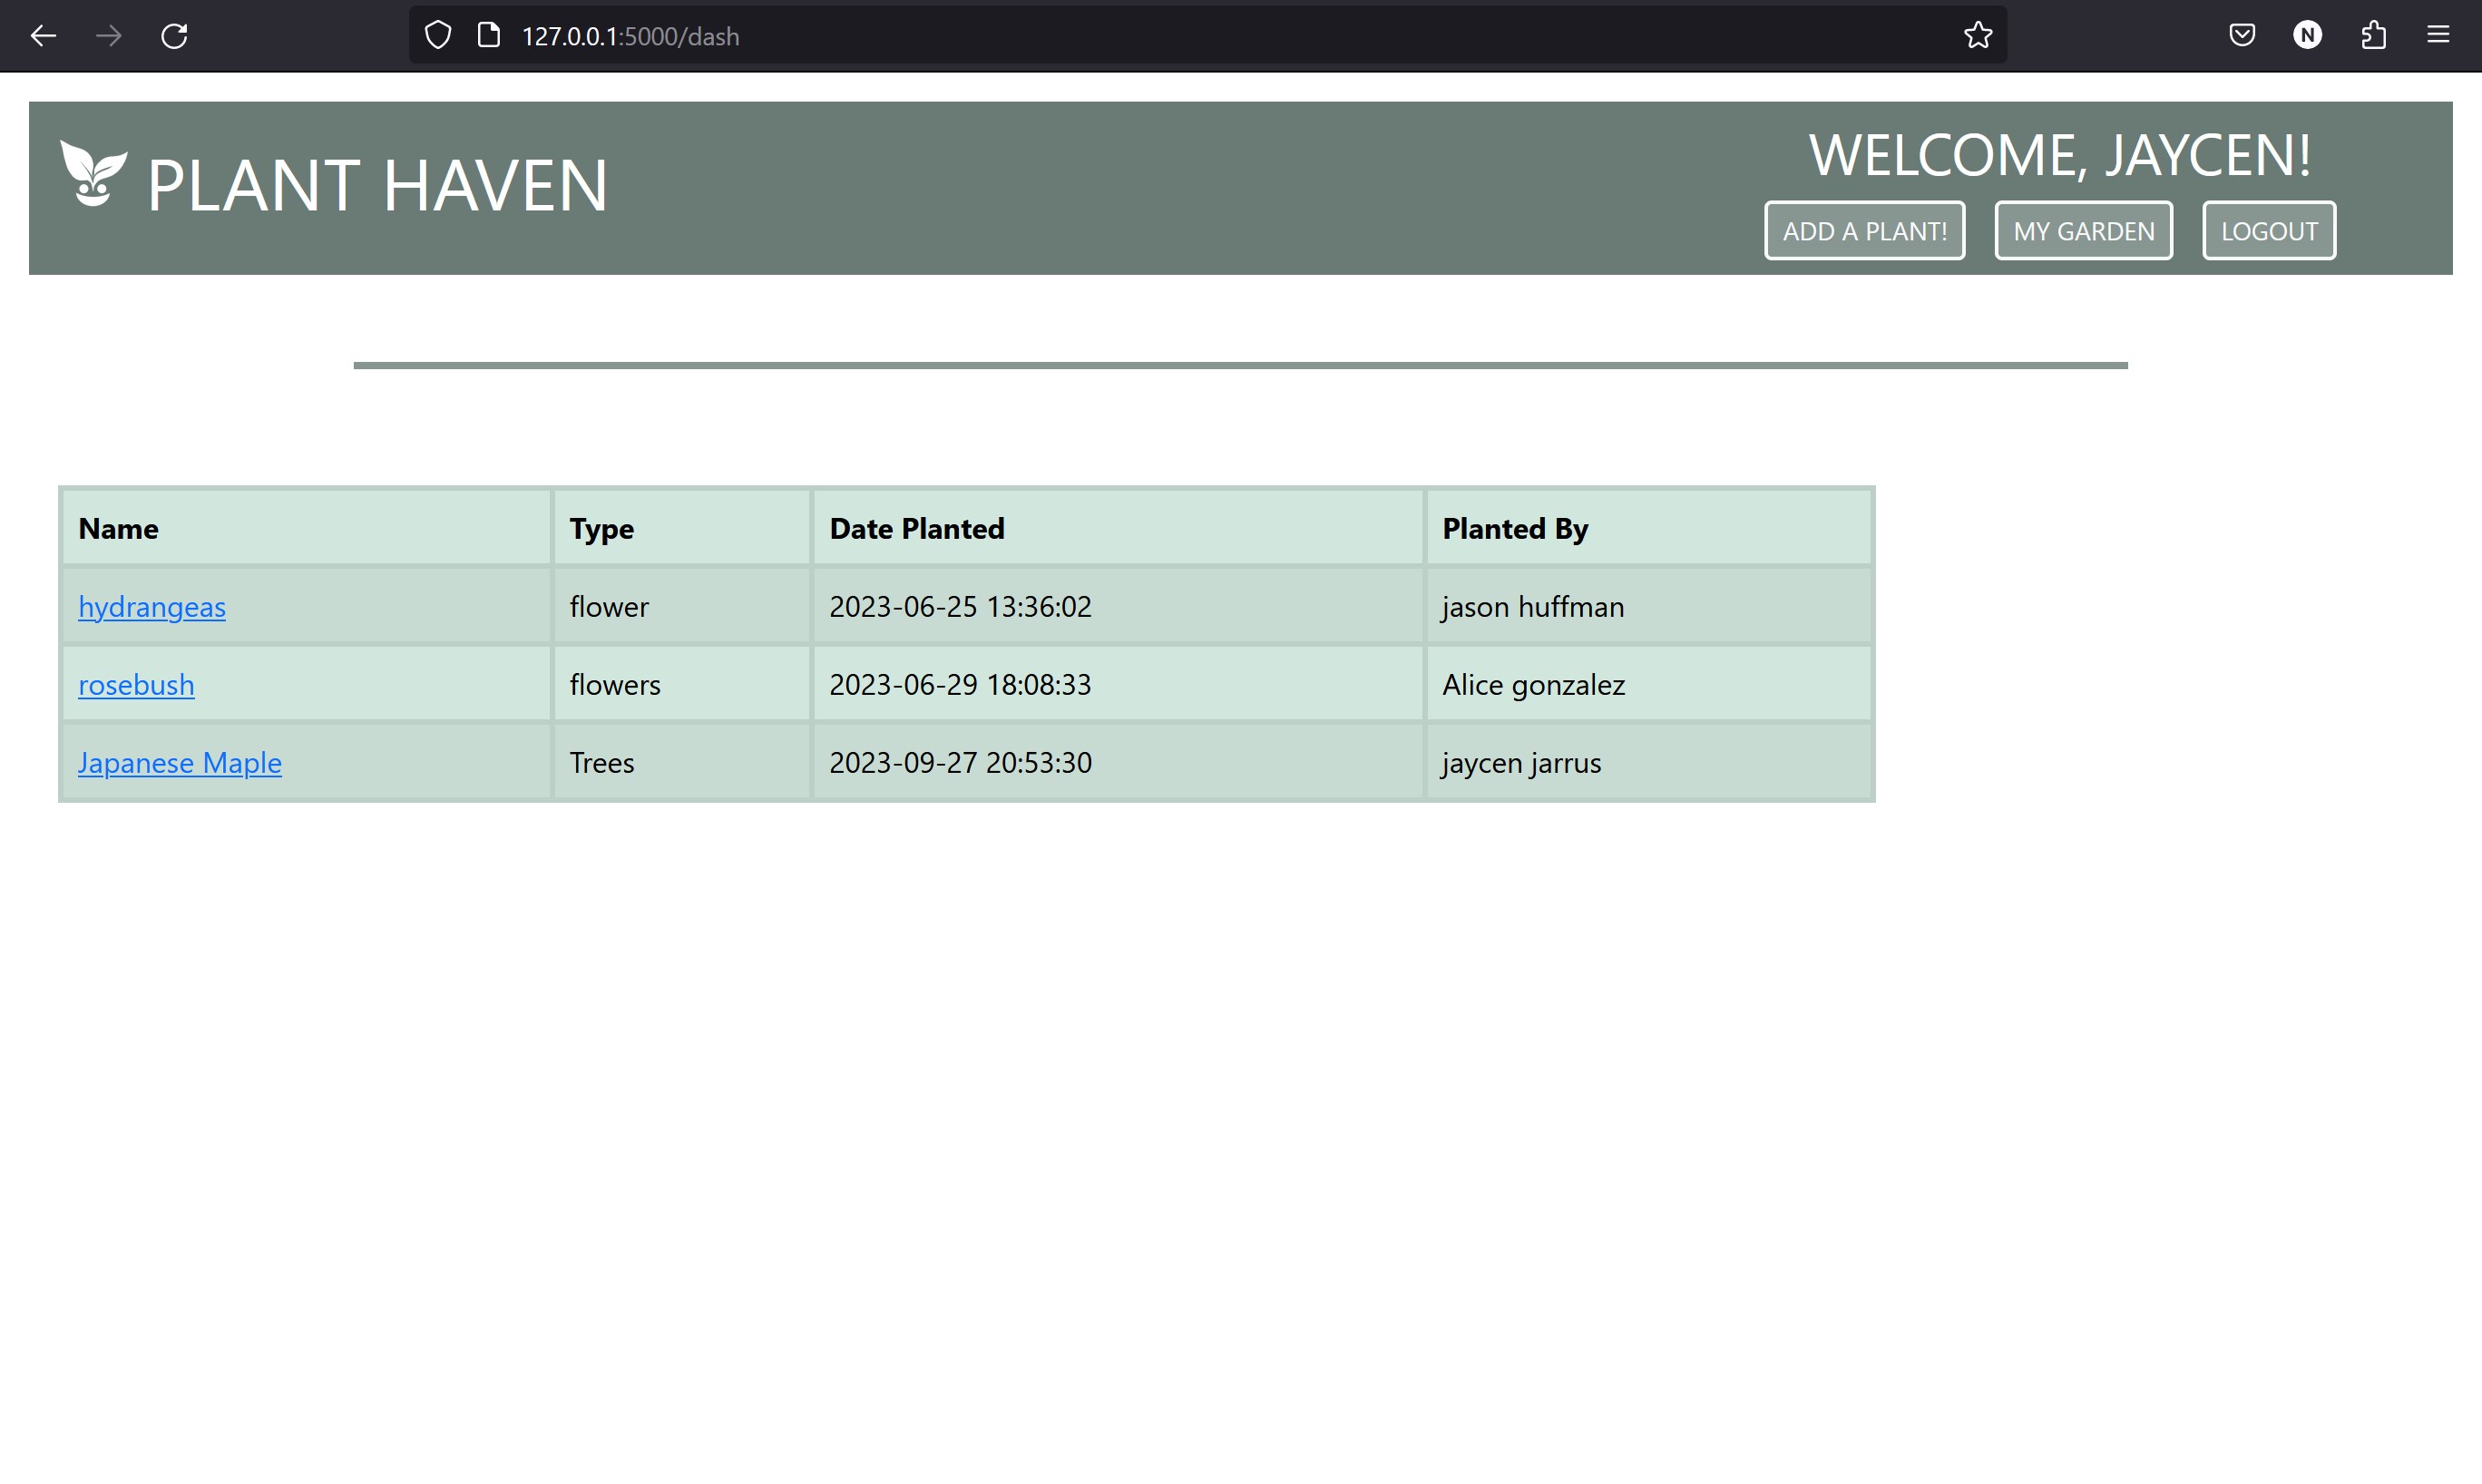 127.0.0.1:5000/dash
N
PLANT HAVEN
WELCOME, JAYCEN!
ADD A PLANT! MY GARDEN LOGOUT
Name Type Date Planted Planted By
hydrangeas flower 2023-06-25 13:36:02 jason huffman
rosebush flowers 2023-06-29 18:08:33 Alice gonzalez
Japanese Maple Trees 2023-09-27 20:53:30 jaycen jarrus